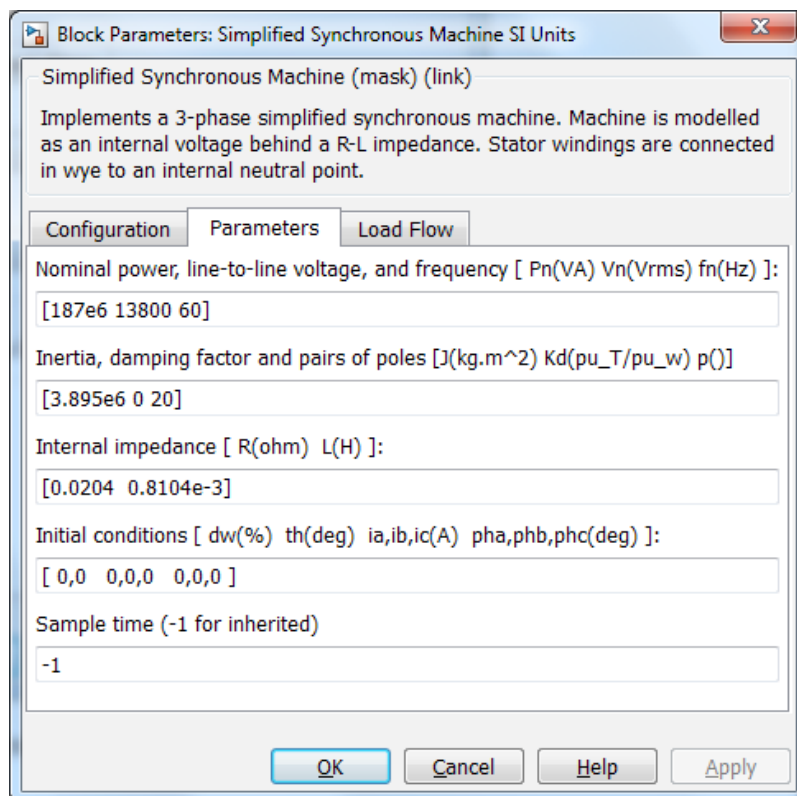 Block Parameters: Simplified Synchronous Machine SI Units
Simplified Synchronous Machine (mask) (link)
Implements a 3-phase simplified synchronous machine. Machine is modelled
as an internal voltage behind a R-L impedance. Stator windings are connected
in wye to an internal neutral point.
Configuration Parameters Load Flow
Nominal power, line-to-line voltage, and frequency [ Pn(VA) Vn(Vrms) fn(Hz) ]:
[187e6 13800 60]
Inertia, damping factor and pairs of poles [J(kg.m^2) Kd(pu_T/pu_w) p()]
[3.895e6 0 20]
Internal impedance [ R(ohm) L(H) ]:
[0.0204 0.8104e-3]
Initial conditions [ dw(%) th(deg) ia,ib,ic(A) pha,phb,phc(deg) ]:
[ 0,0 0,0,0 0,0,0 ]
Sample time (-1 for inherited)
-1
OK Cancel Help Apply